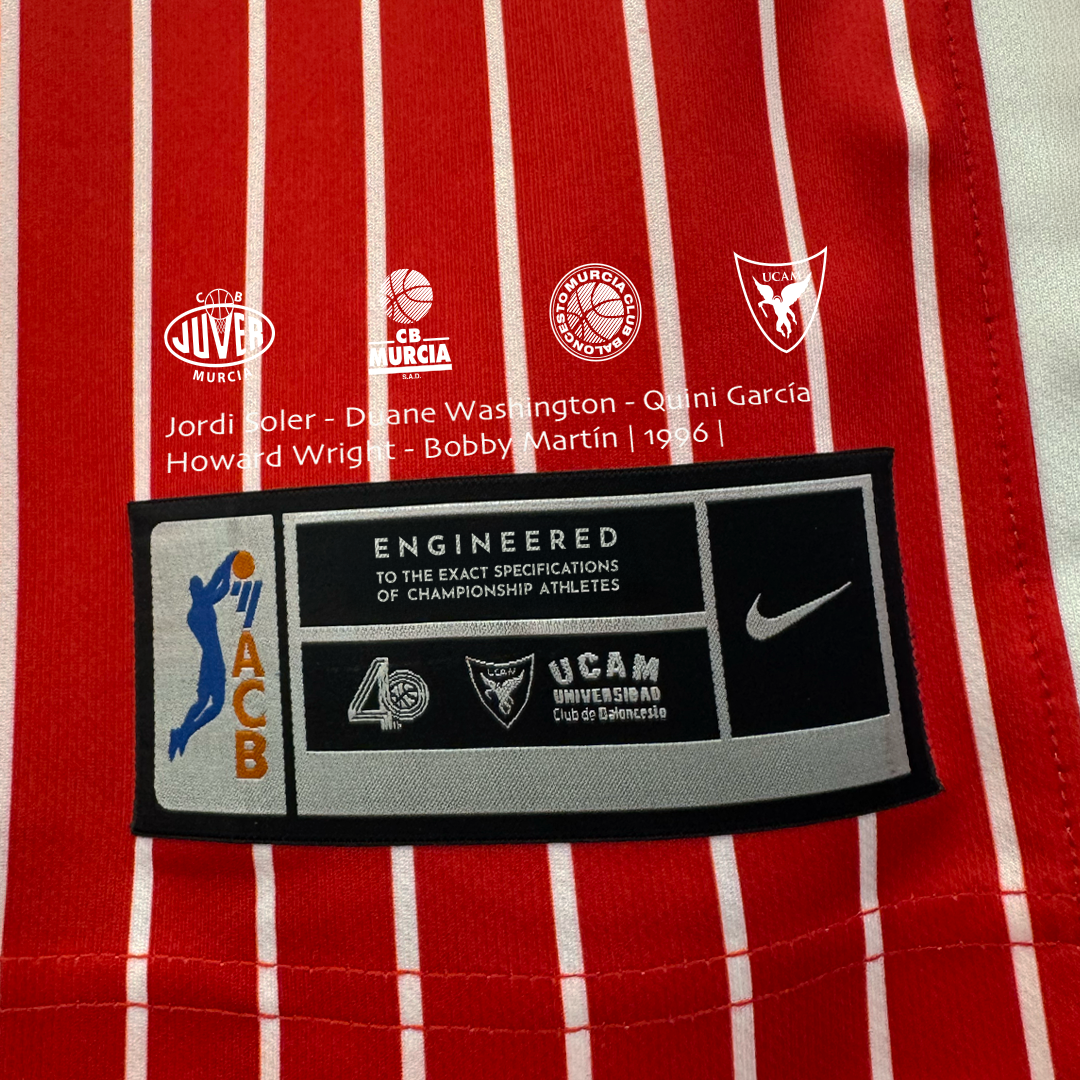 C B
JUVER
MURCIA
CB
MURCIA
S.A.D.
MURCIA CLUB BALONCESTO
UCAM
Jordi Soler - Duane Washington - Quini García
Howard Wright - Bobby Martín | 1996 |
ENGINEERED
TO THE EXACT SPECIFICATIONS
OF CHAMPIONSHIP ATHLETES
ACB
40
UCAM
UCAM
UNIVERSIDAD
Club de Baloncesto